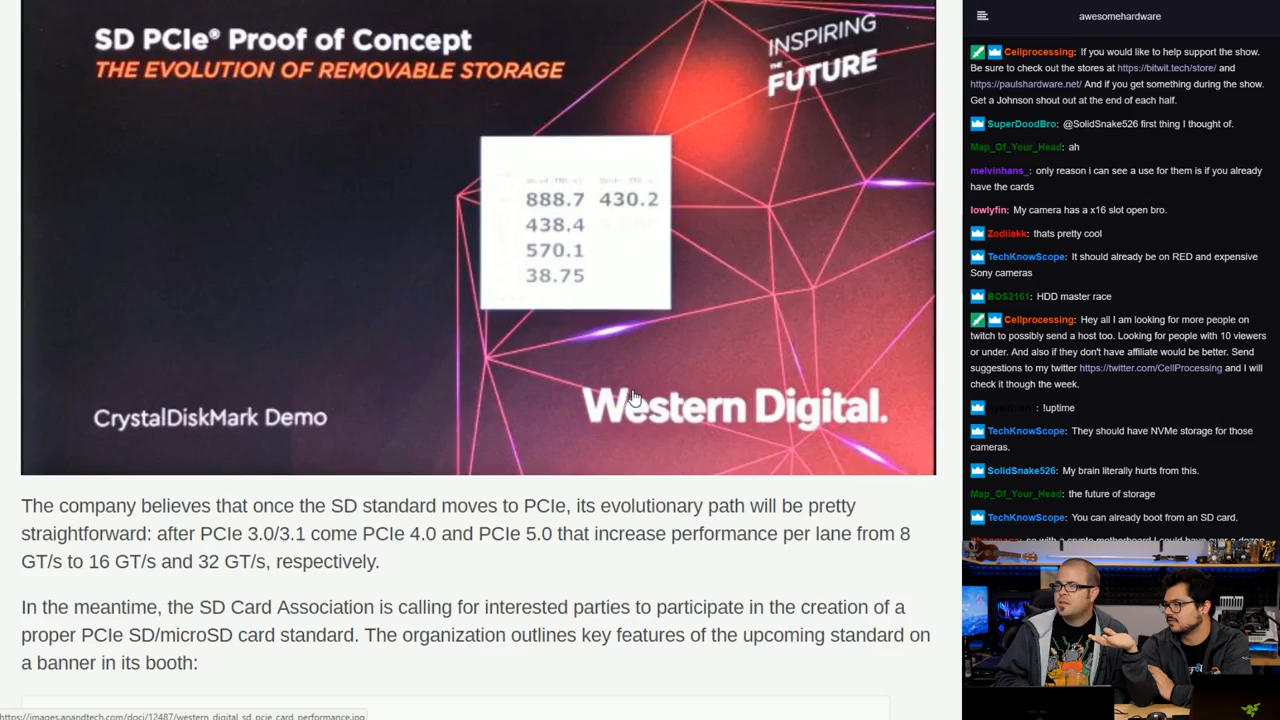 SD PCIe® Proof of Concept
THE EVOLUTION OF REMOVABLE STORAGE
INSPIRING
THE
FUTURE
888.7 430.2
438.4
570.1
38.75
CrystalDiskMark Demo
Western Digital.
The company believes that once the SD standard moves to PCIe, its evolutionary path will be pretty
straightforward: after PCIe 3.0/3.1 come PCIe 4.0 and PCIe 5.0 that increase performance per lane from 8
GT/s to 16 GT/s and 32 GT/s, respectively.
In the meantime, the SD Card Association is calling for interested parties to participate in the creation of a
proper PCIe SD/microSD card standard. The organization outlines key features of the upcoming standard on
a banner in its booth:
https://images.anandtech.com/doci/12487/western_digital_sd_pcie_card_performance.jpg
awesomehardware
Cellprocessing: If you would like to help support the show.
Be sure to check out the stores at https://bitwit.tech/store/ and
https://paulshardware.net/ And if you get something during the show.
Get a Johnson shout out at the end of each half.
SuperDoodBro: @SolidSnake526 first thing I thought of.
Map_Of_Your_Head: ah
melvinhans_: only reason i can see a use for them is if you already
have the cards
lowlyfin: My camera has a x16 slot open bro.
Zodiiakk: thats pretty cool
TechKnowScope: It should already be on RED and expensive
Sony cameras
BOS2161: HDD master race
Cellprocessing: Hey all I am looking for more people on
twitch to possibly send a host too. Looking for people with 10 viewers
or under. And also if they don't have affiliate would be better. Send
suggestions to my twitter https://twitter.com/CellProcessing and I will
check it though the week.
: !uptime
TechKnowScope: They should have NVMe storage for those
cameras.
SolidSnake526: My brain literally hurts from this.
Map_Of_Your_Head: the future of storage
TechKnowScope: You can already boot from an SD card.